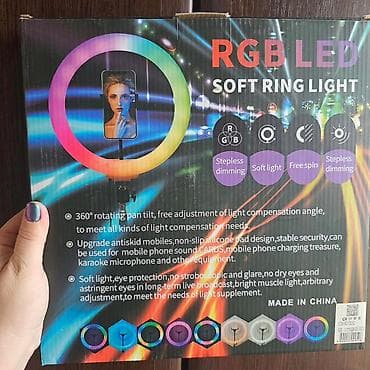 RGB LED
SOFT RING LIGHT
R
G B
Stepless
dimming
Soft light
Free spin
Stepless
dimming
360° rotating pan tilt, free adjustment of light compensation angle,
to meet all kinds of light compensation needs.
Upgrade antiskid mobiles,non-slip silicone pad design,stable security,can
be used for mobile phone sound mobile phone charging treasure,
karaoke microphone and other equipment.
Soft light,eye protection,no stroboscopic and glare,no dry eyes and
astringent eyes in long-term live broadcast,bright muscle light,arbitrary
adjustment,to meet the needs of light supplement.
MADE IN CHINA